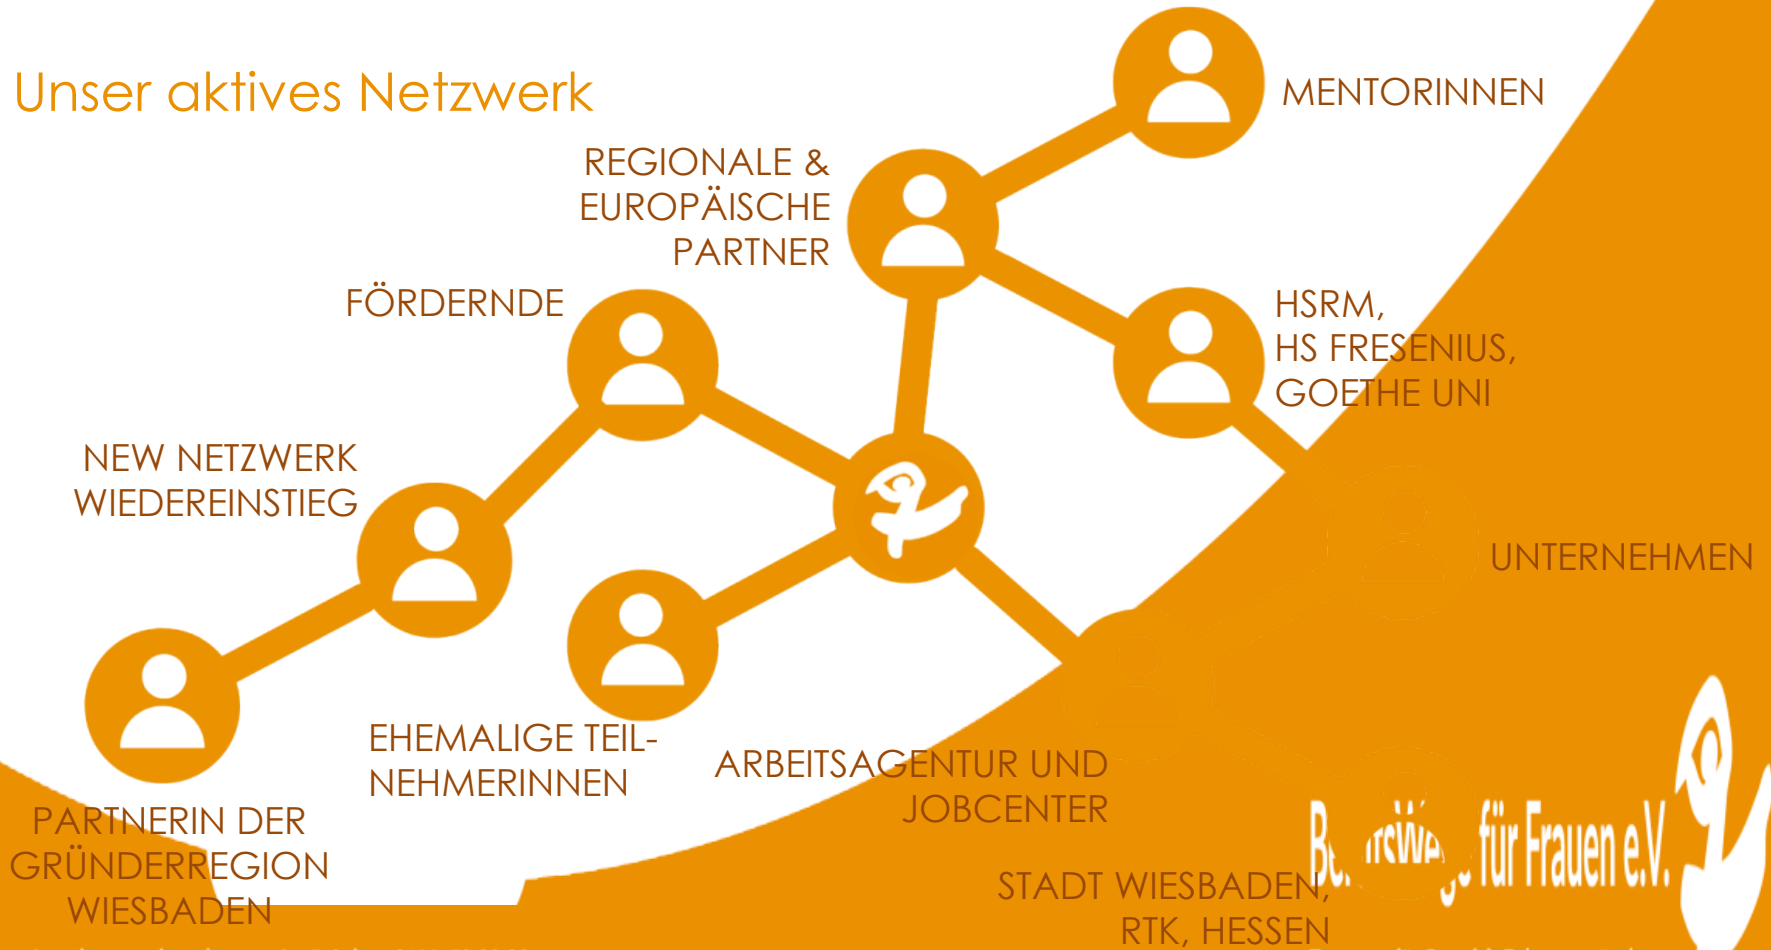 Unser aktives Netzwerk
MENTORINNEN
REGIONALE &
EUROPÄISCHE
PARTNER
FÖRDERNDE
HSRM,
HS FRESENIUS,
GOETHE UNI
NEW NETZWERK
WIEDEREINSTIEG
UNTERNEHMEN
EHEMALIGE TEIL-
NEHMERINNEN
ARBEITSAGENTUR UND
JOBCENTER
PARTNERIN DER
GRÜNDERREGION
WIESBADEN
für Frauen e.V.
STADT WIESBADEN,
RTK, HESSEN